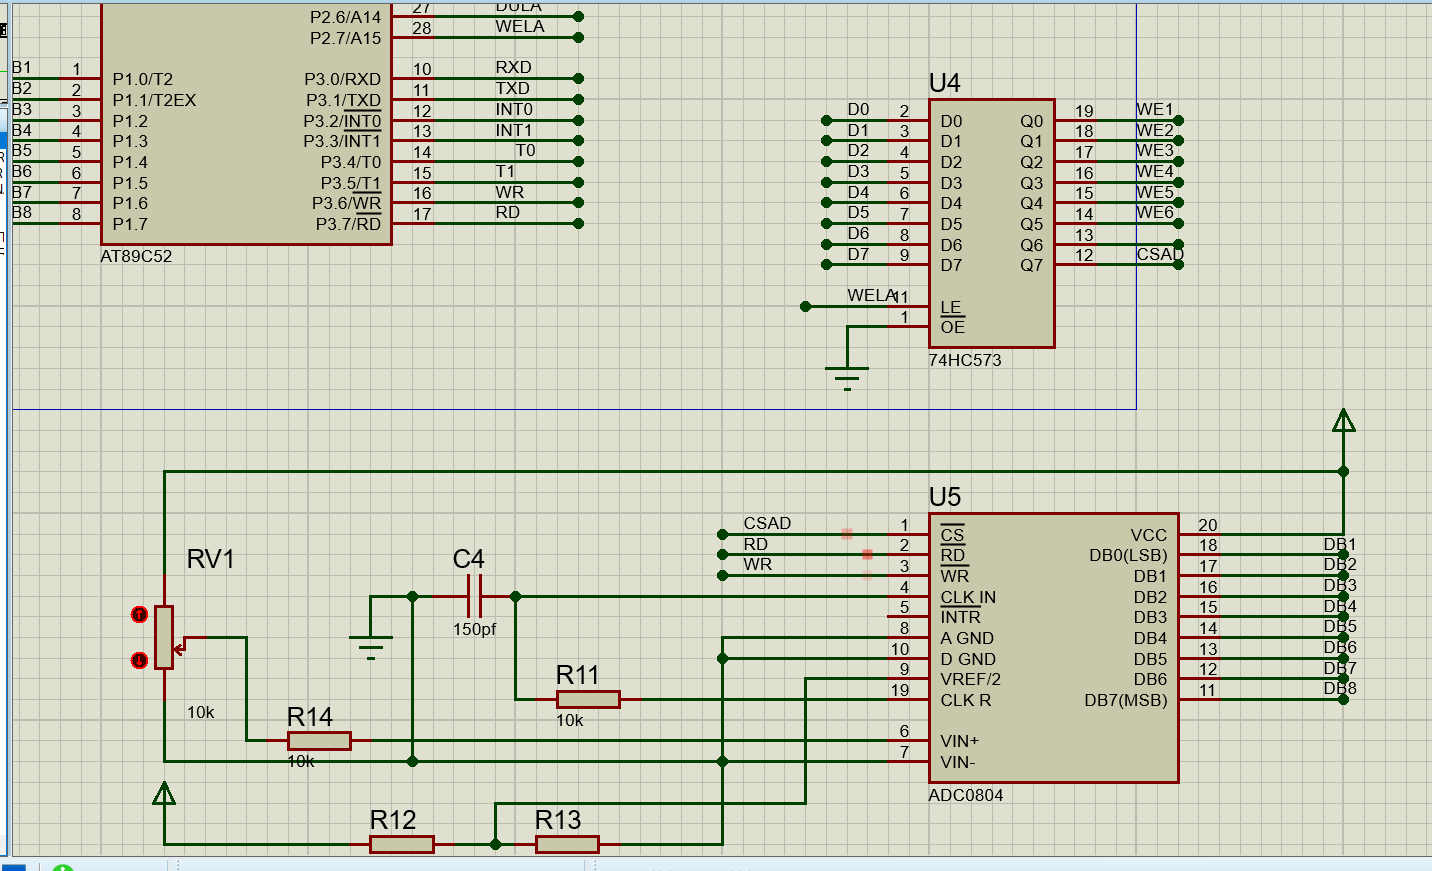 27 DULA
P2.6/A14
28 WELA
P2.7/A15
B1 1 P1.0/T2 P3.0/RXD 10 RXD
B2 2 P1.1/T2EX P3.1/TXD 11 TXD
B3 3 P1.2 P3.2/INT0 12 INT0
B4 4 P1.3 P3.3/INT1 13 INT1
B5 5 P1.4 P3.4/T0 14 T0
B6 6 P1.5 P3.5/T1 15 T1
B7 7 P1.6 P3.6/WR 16 WR
B8 8 P1.7 P3.7/RD 17 RD
AT89C52
U4
D0 2 D0 Q0 19 WE1
D1 3 D1 Q1 18 WE2
D2 4 D2 Q2 17 WE3
D3 5 D3 Q3 16 WE4
D4 6 D4 Q4 15 WE5
D5 7 D5 Q5 14 WE6
D6 8 D6 Q6 13
D7 9 D7 Q7 12 CSAD
WELA 11 LE
1 OE
74HC573
U5
CSAD 1 CS VCC 20
RD 2 RD DB0(LSB) 18 DB1
WR 3 WR DB1 17 DB2
4 CLK IN DB2 16 DB3
5 INTR DB3 15 DB4
8 A GND DB4 14 DB5
10 D GND DB5 13 DB6
9 VREF/2 DB6 12 DB7
19 CLK R DB7(MSB) 11 DB8
6 VIN+
7 VIN-
ADC0804
RV1
10k
C4
150pf
R11
10k
R14
10k
R12
R13